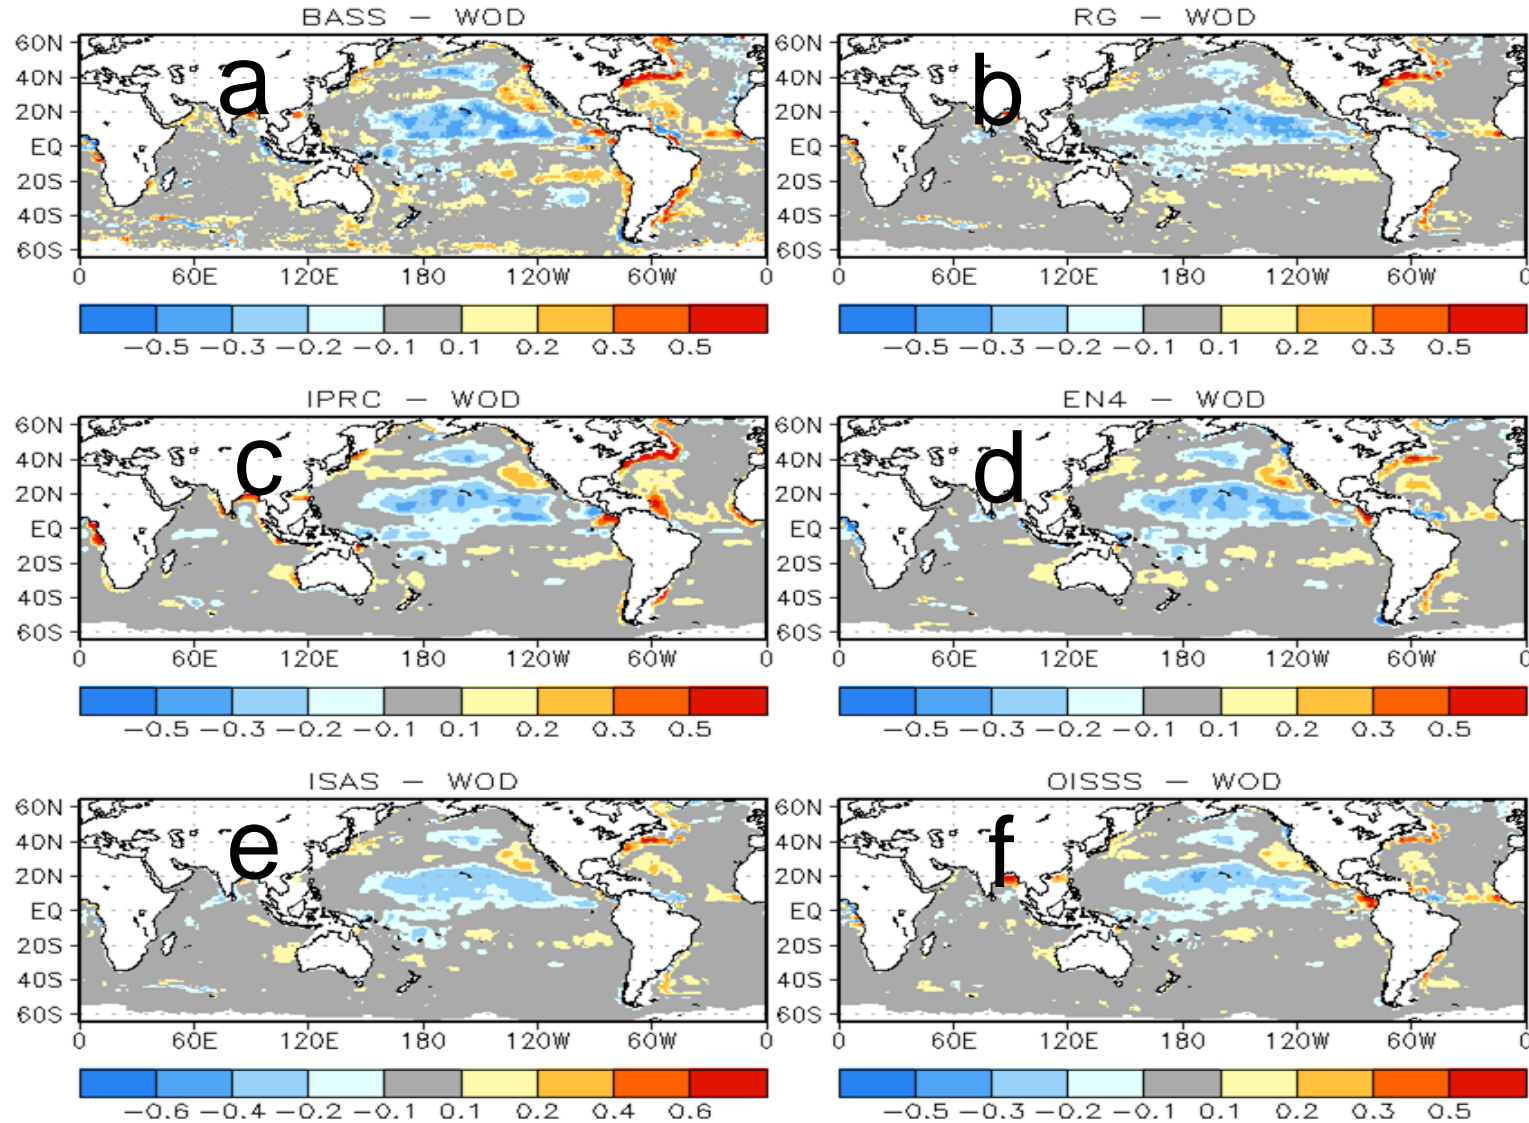 BASS — WOD
RG — WOD
60N
40N
20N
EQ
20S
40S
60S
a
60N
40N
20N
EQ
20S
40S
60S
b
0 60E 120E 180 120W 60W 0
0 60E 120E 180 120W 60W 0
−0.5 −0.3 −0.2 −0.1 0.1 0.2 0.3 0.5
−0.5 −0.3 −0.2 −0.1 0.1 0.2 0.3 0.5
IPRC — WOD
EN4 — WOD
60N
40N
20N
EQ
20S
40S
60S
c
60N
40N
20N
EQ
20S
40S
60S
d
0 60E 120E 180 120W 60W 0
0 60E 120E 180 120W 60W 0
−0.5 −0.3 −0.2 −0.1 0.1 0.2 0.3 0.5
−0.5 −0.3 −0.2 −0.1 0.1 0.2 0.3 0.5
ISAS — WOD
OISSS — WOD
60N
40N
20N
EQ
20S
40S
60S
e
60N
40N
20N
EQ
20S
40S
60S
f
0 60E 120E 180 120W 60W 0
0 60E 120E 180 120W 60W 0
−0.6 −0.4 −0.2 −0.1 0.1 0.2 0.4 0.6
−0.5 −0.3 −0.2 −0.1 0.1 0.2 0.3 0.5